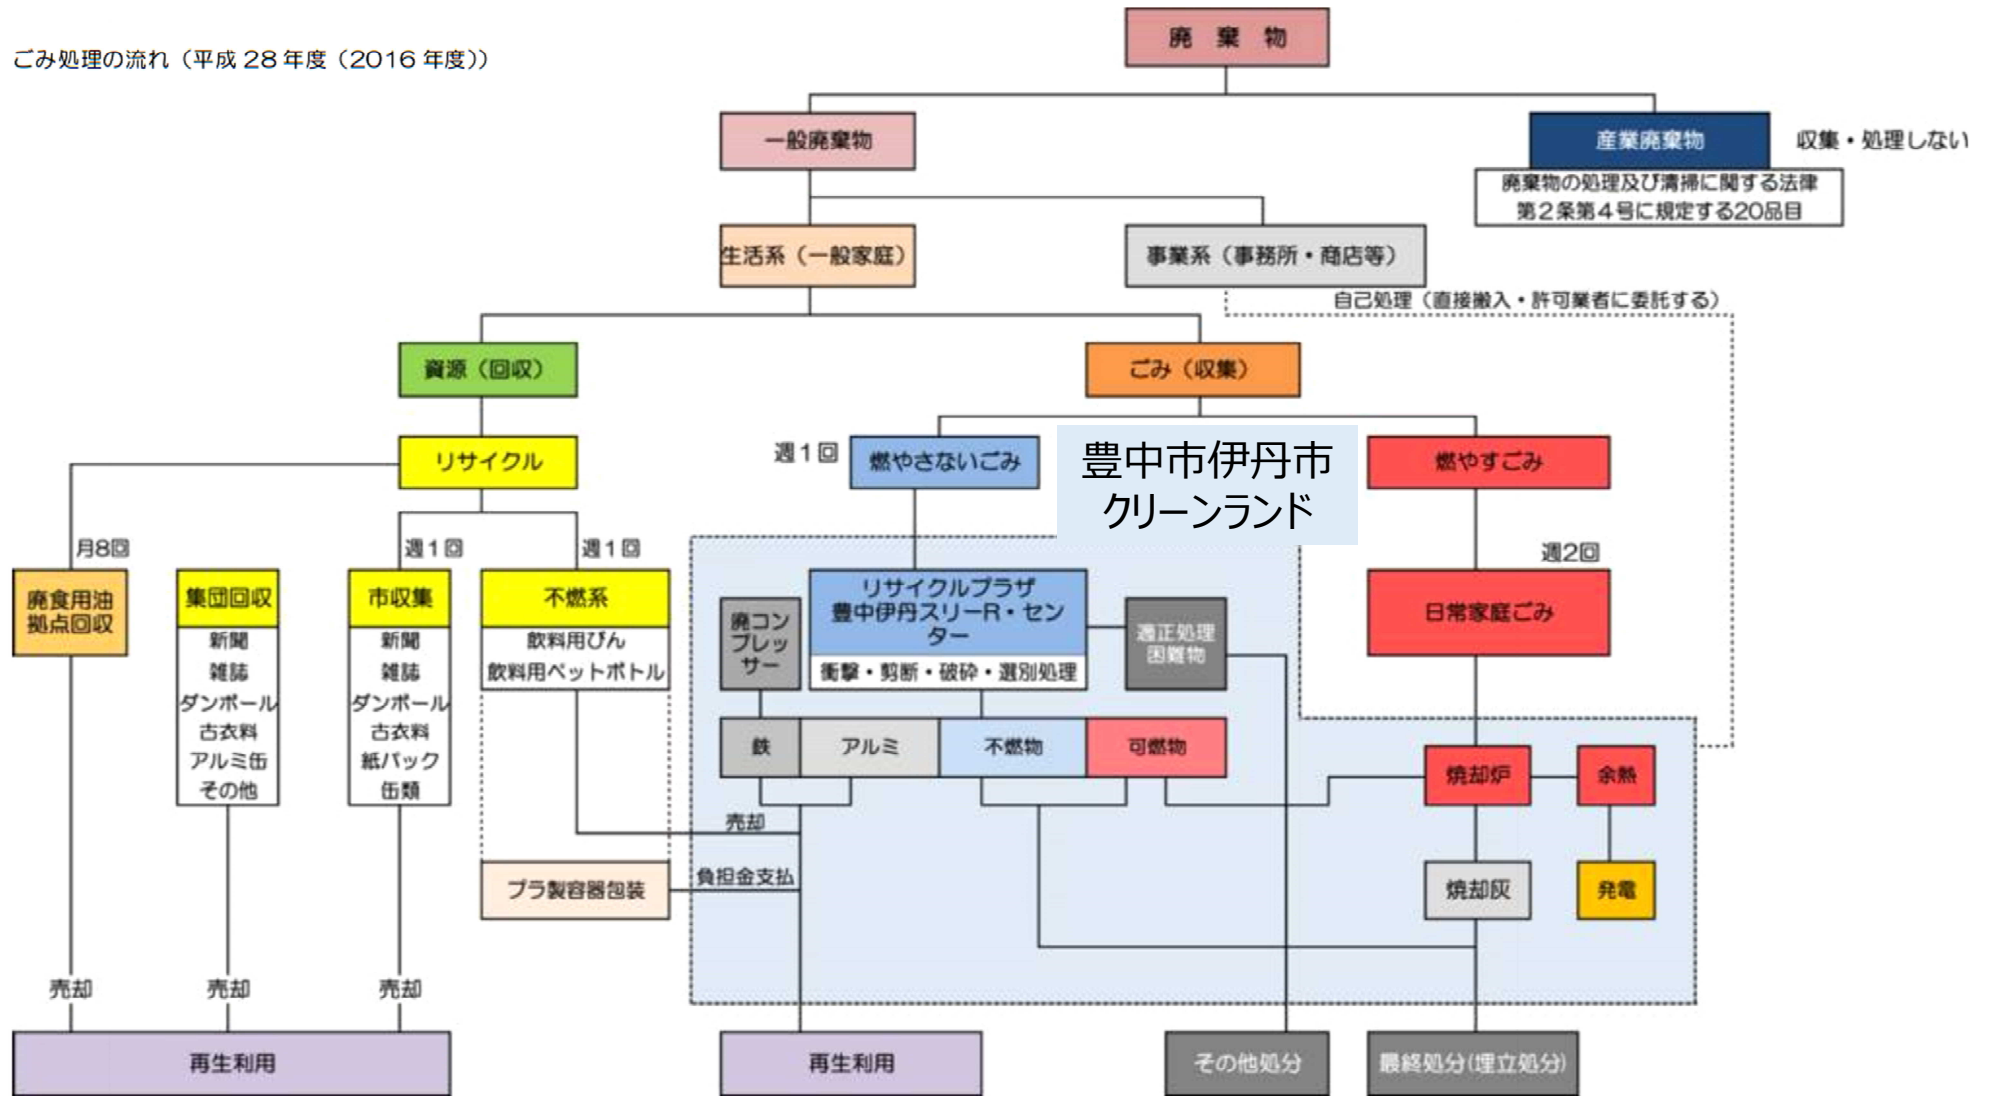 ごみ処理の流れ（平成 28 年度（2016 年度））
廃 棄 物
一般廃棄物
産業廃棄物
収集・処理しない
廃棄物の処理及び清掃に関する法律
第２条第４号に規定する20品目
生活系（一般家庭）
事業系（事務所・商店等）
自己処理（直接搬入・許可業者に委託する）
資源（回収）
ごみ（収集）
リサイクル
週１回
燃やさないごみ
豊中市伊丹市
クリーンランド
燃やすごみ
月8回
週１回
週１回
週2回
廃食用油
拠点回収
集団回収
新聞
雑誌
ダンボール
古衣料
アルミ缶
その他
市収集
新聞
雑誌
ダンボール
古衣料
紙パック
缶類
不燃系
飲料用びん
飲料用ペットボトル
廃コン
プレッ
サー
リサイクルプラザ
豊中伊丹スリーR・セン
ター
衝撃・剪断・破砕・選別処理
適正処理
困難物
日常家庭ごみ
鉄
アルミ
不燃物
可燃物
焼却炉
余熱
売却
プラ製容器包装
負担金支払
焼却灰
発電
売却
売却
売却
再生利用
再生利用
その他処分
最終処分(埋立処分)